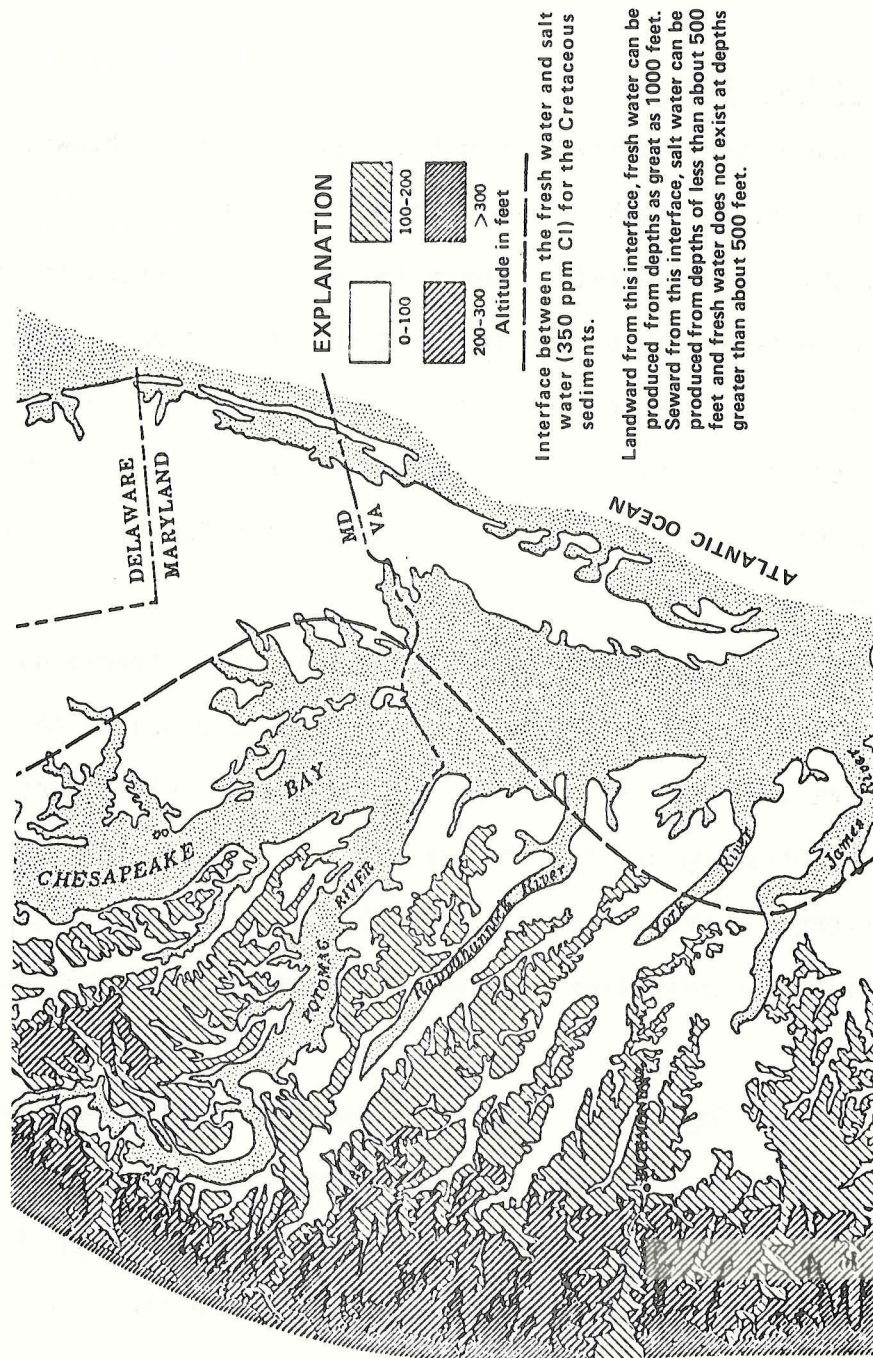 DELAWARE
MARYLAND
MD
VA
CHESAPEAKE
BAY
POTOMAC
RIVER
Rappahannock River
York River
James River
RICHMOND
ATLANTIC OCEAN
EXPLANATION
0-100
100-200
200-300
>300
Altitude in feet
Interface between the fresh water and salt
water (350 ppm Cl) for the Cretaceous
sediments.
Landward from this interface, fresh water can be
produced from depths as great as 1000 feet.
Seward from this interface, salt water can be
produced from depths of less than about 500
feet and fresh water does not exist at depths
greater than about 500 feet.